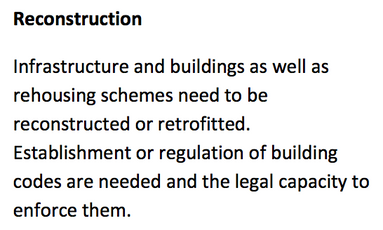 Reconstruction
Infrastructure and buildings as well as
rehousing schemes need to be
reconstructed or retrofitted.
Establishment or regulation of building
codes are needed and the legal capacity to
enforce them.